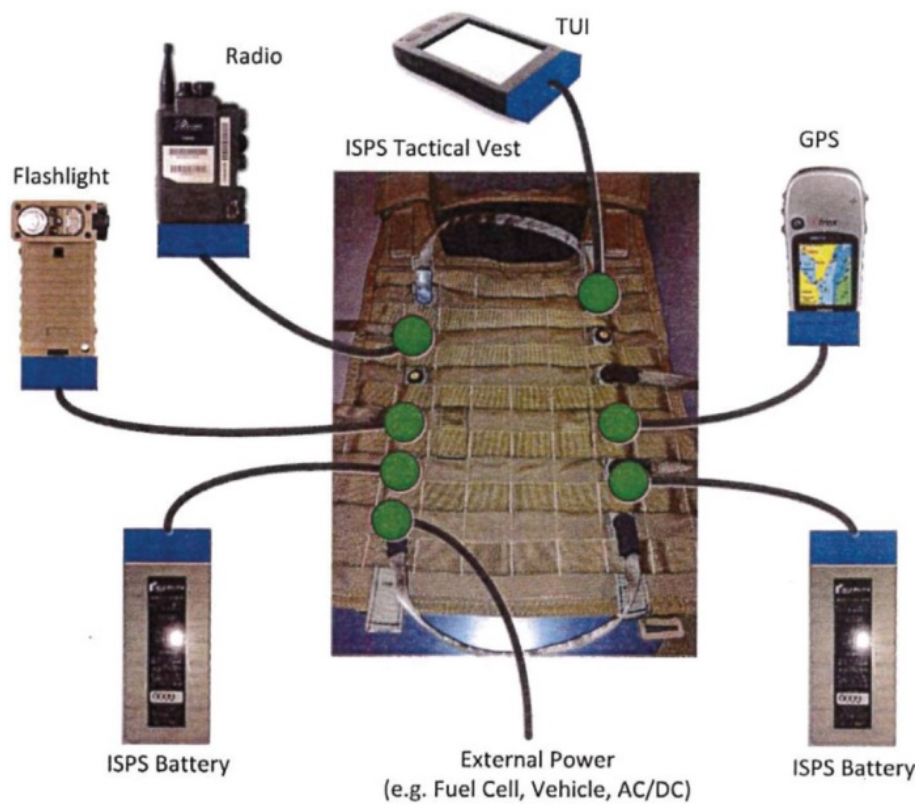 TUI
Radio
ISPS Tactical Vest
GPS
Flashlight
ISPS Battery
External Power
(e.g. Fuel Cell, Vehicle, AC/DC)
ISPS Battery